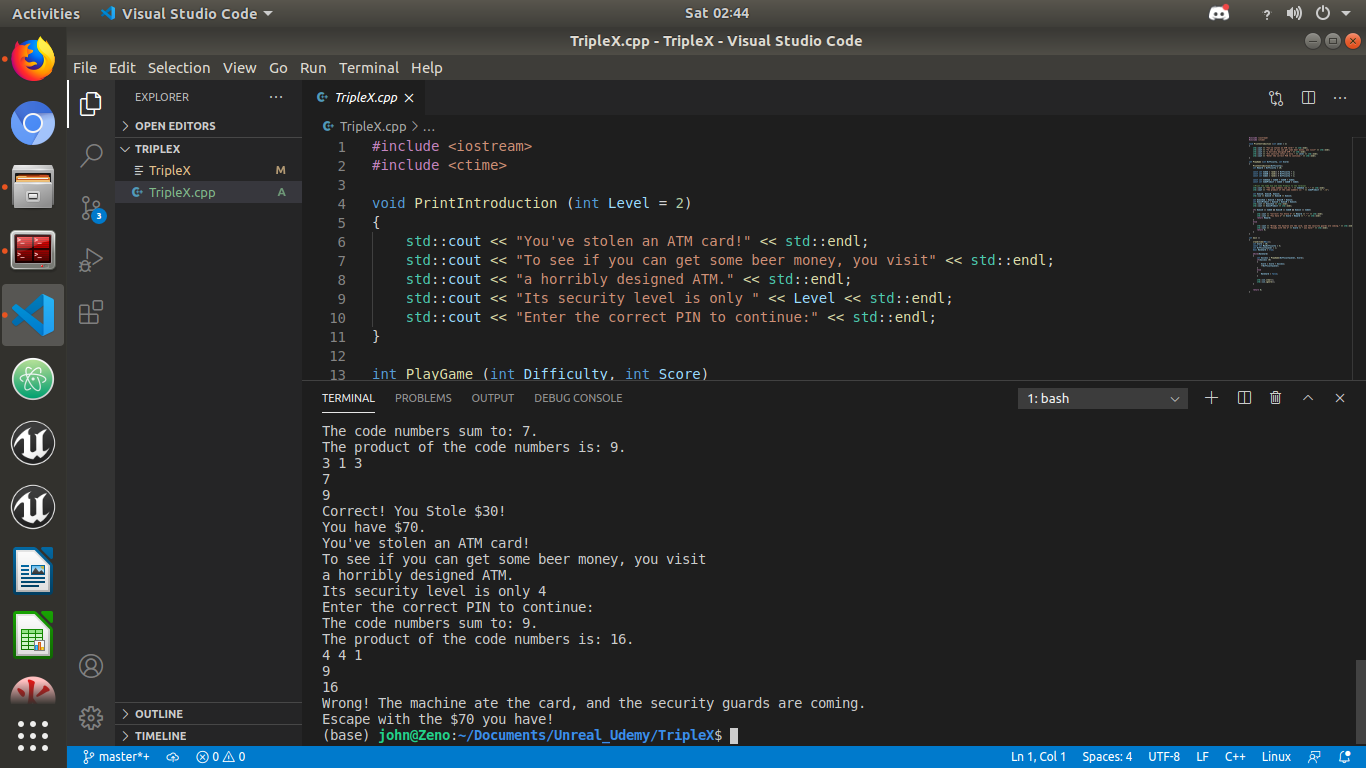 Activities Visual Studio Code Sat 02:44 ?
TripleX.cpp - TripleX - Visual Studio Code
File Edit Selection View Go Run Terminal Help
EXPLORER ...
OPEN EDITORS
TRIPLEX
TripleX M
TripleX.cpp A
OUTLINE
TIMELINE
3
TripleX.cpp
TripleX.cpp > ...
1 #include <iostream>
2 #include <ctime>
3
4 void PrintIntroduction (int Level = 2)
5 {
6 std::cout << "You've stolen an ATM card!" << std::endl;
7 std::cout << "To see if you can get some beer money, you visit" << std::endl;
8 std::cout << "a horribly designed ATM." << std::endl;
9 std::cout << "Its security level is only " << Level << std::endl;
10 std::cout << "Enter the correct PIN to continue:" << std::endl;
11 }
12
13 int PlayGame (int Difficulty, int Score)
TERMINAL PROBLEMS OUTPUT DEBUG CONSOLE 1: bash
The code numbers sum to: 7.
The product of the code numbers is: 9.
3 1 3
7
9
Correct! You Stole $30!
You have $70.
You've stolen an ATM card!
To see if you can get some beer money, you visit
a horribly designed ATM.
Its security level is only 4
Enter the correct PIN to continue:
The code numbers sum to: 9.
The product of the code numbers is: 16.
4 4 1
9
16
Wrong! The machine ate the card, and the security guards are coming.
Escape with the $70 you have!
(base) john@Zeno:~/Documents/Unreal_Udemy/TripleX$
master*+ 0 0 Ln 1, Col 1 Spaces: 4 UTF-8 LF C++ Linux